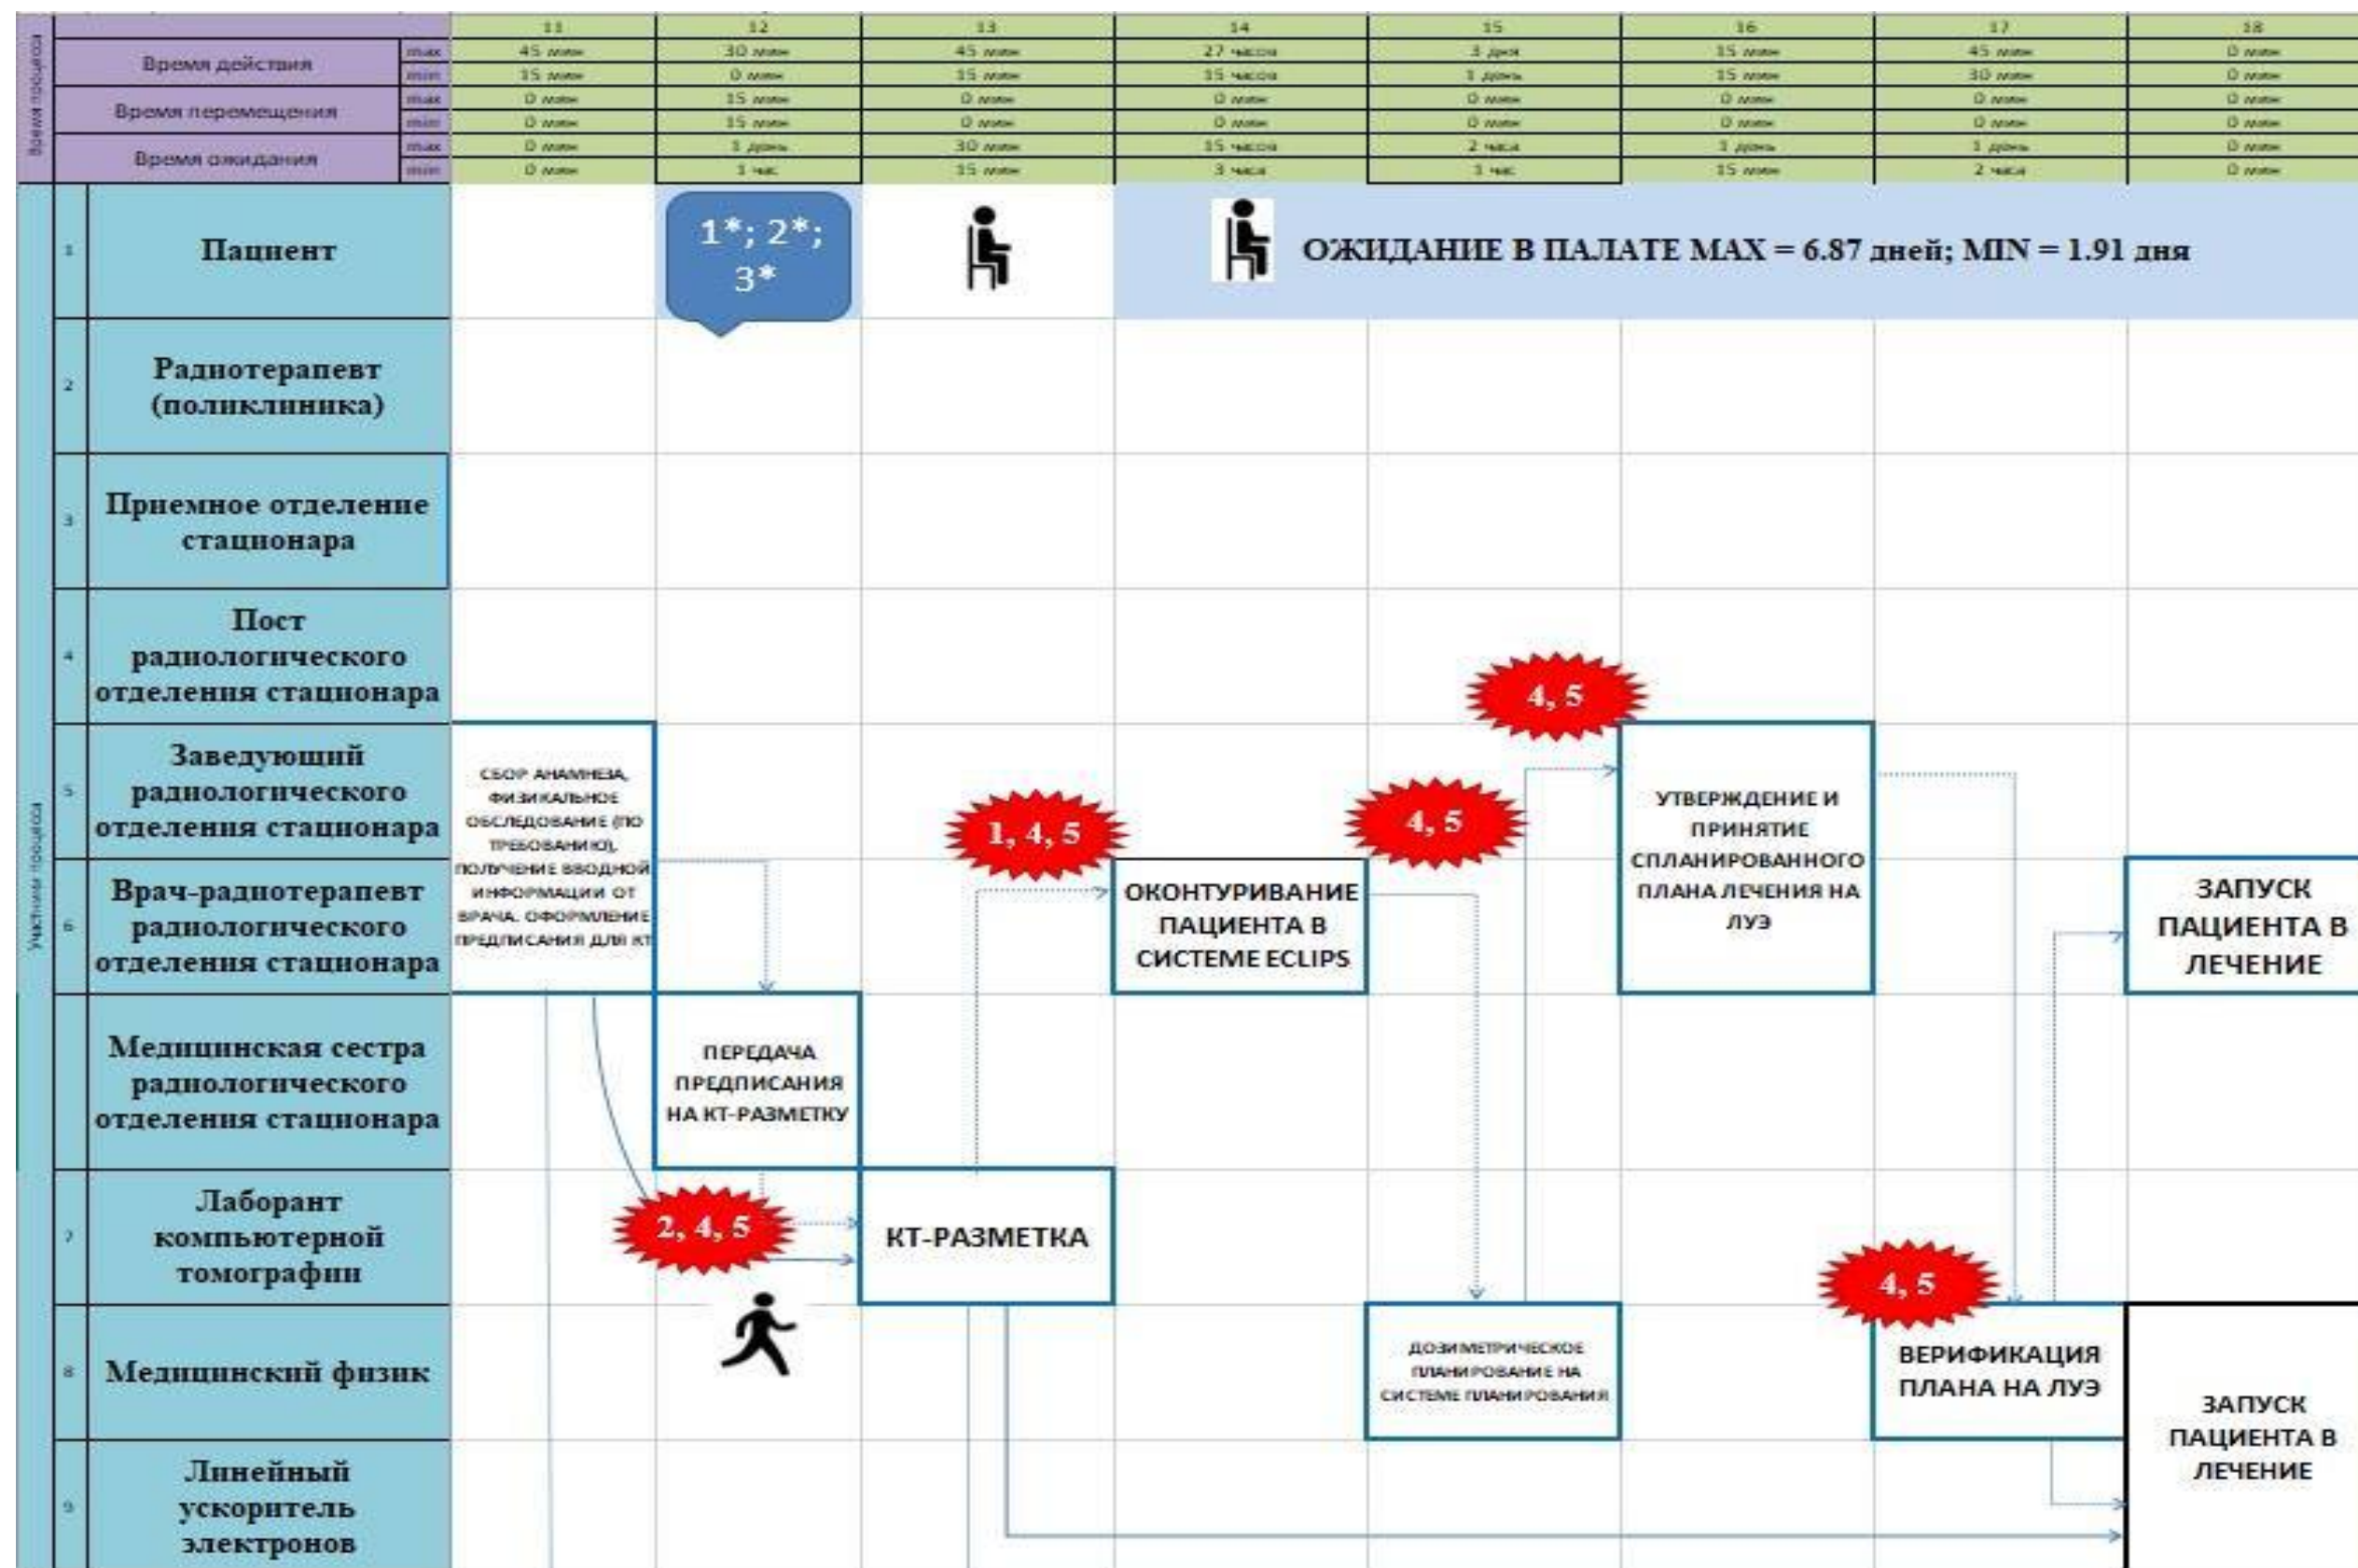 11 12 13 14 15 16 17 18
Время процесса
Время действия
max 45 мин 30 мин 45 мин 27 часов 3 дня 15 мин 45 мин 0 мин
min 15 мин 0 мин 15 мин 15 часов 1 день 15 мин 30 мин 0 мин
Время перемещения
max 0 мин 15 мин 0 мин 0 мин 0 мин 0 мин 0 мин 0 мин
min 0 мин 15 мин 0 мин 0 мин 0 мин 0 мин 0 мин 0 мин
Время ожидания
max 0 мин 1 день 30 мин 15 часов 2 часа 1 день 1 день 0 мин
min 0 мин 1 час 15 мин 3 часа 1 час 15 мин 2 часа 0 мин
Участники процесса
1
Пациент
1*; 2*;
3*
ОЖИДАНИЕ В ПАЛАТЕ MAX = 6.87 дней; MIN = 1.91 дня
2
Радиотерапевт
(поликлиника)
3
Приемное отделение
стационара
4
Пост
радиологического
отделения стационара
4, 5
5
Заведующий
радиологического
отделения стационара
СБОР АНАМНЕЗА,
ФИЗИКАЛЬНОЕ
ОБСЛЕДОВАНИЕ (ПО
ТРЕБОВАНИЮ),
ПОЛУЧЕНИЕ ВВОДНОЙ
ИНФОРМАЦИИ ОТ
ВРАЧА. ОФОРМЛЕНИЕ
ПРЕДПИСАНИЯ ДЛЯ КТ
1, 4, 5
4, 5
УТВЕРЖДЕНИЕ И
ПРИНЯТИЕ
СПЛАНИРОВАННОГО
ПЛАНА ЛЕЧЕНИЯ НА
ЛУЭ
6
Врач-радиотерапевт
радиологического
отделения стационара
ОКОНТУРИВАНИЕ
ПАЦИЕНТА В
СИСТЕМЕ ECLIPS
ЗАПУСК
ПАЦИЕНТА В
ЛЕЧЕНИЕ
Медицинская сестра
радиологического
отделения стационара
ПЕРЕДАЧА
ПРЕДПИСАНИЯ
НА КТ-РАЗМЕТКУ
7
Лаборант
компьютерной
томографии
2, 4, 5
КТ-РАЗМЕТКА
4, 5
8
Медицинский физик
ДОЗИМЕТРИЧЕСКОЕ
ПЛАНИРОВАНИЕ НА
СИСТЕМЕ ПЛАНИРОВАНИЯ
ВЕРИФИКАЦИЯ
ПЛАНА НА ЛУЭ
ЗАПУСК
ПАЦИЕНТА В
ЛЕЧЕНИЕ
9
Линейный
ускоритель
электронов